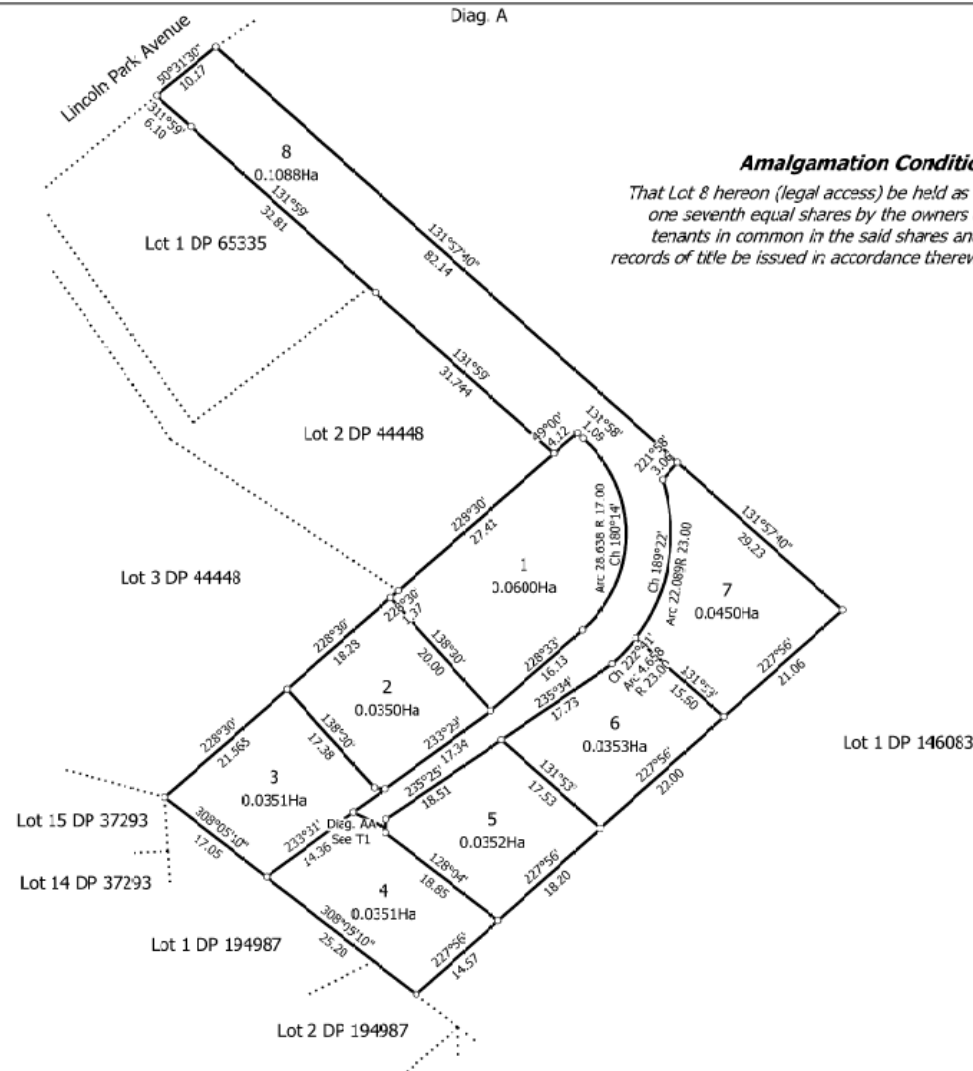 Diag. A
Lincoln Park Avenue
50°31'30"
10.17
311°59'
6.10
8
0.1088Ha
131°59'
32.81
131°57'40"
82.14
Amalgamation Conditio
That Lot 8 hereon (legal access) be held as
one seventh equal shares by the owners
tenants in common in the said shares an
records of title be issued in accordance therew
Lot 1 DP 65335
131°59'
31.744
Lot 2 DP 44448
49°00'
4.12
131°58'
1.09
221°58'
3.06
228°30'
27.41
Arc 28.638 R 17.00
Ch 180°14'
Ch 189°22'
Arc 22.089R 23.00
131°57'40"
29.23
1
0.0600Ha
7
0.0450Ha
Lot 3 DP 44448
228°30'
1.37
228°30'
18.28
138°30'
20.00
228°33'
16.13
Ch 222°41'
Arc 4.658
R 23.00
131°53'
15.60
227°56'
21.06
2
0.0350Ha
235°34'
17.73
6
0.0353Ha
Lot 1 DP 146083
228°30'
21.565
138°30'
17.38
233°29'
17.34
227°56'
22.00
3
0.0351Ha
235°25'
18.51
131°53'
17.53
5
0.0352Ha
Lot 15 DP 37293
308°05'10"
17.05
233°31'
14.36
Diag. AA
See T1
227°56'
18.20
Lot 14 DP 37293
128°04'
18.85
4
0.0351Ha
Lot 1 DP 194987
308°05'10"
25.20
227°56'
14.57
Lot 2 DP 194987